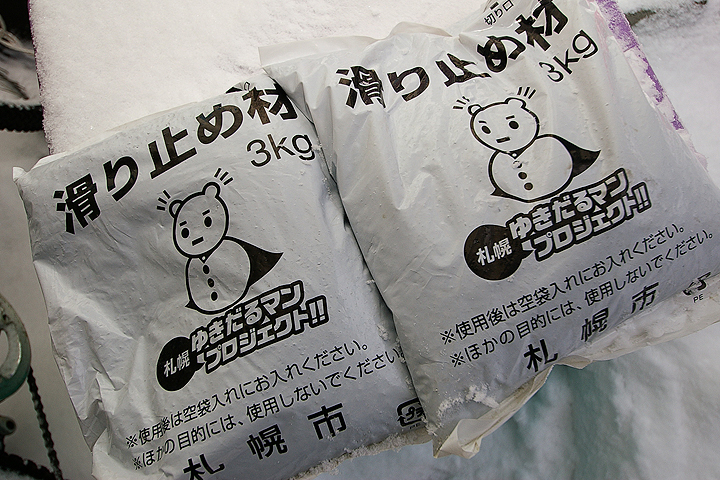 滑り止め材
3kg
札幌
ゆきだるマン
プロジェクト!!
※使用後は空袋入れにお入れください。
※ほかの目的には、使用しないでください
札幌市
切り口
滑り止め材
3kg
札幌
ゆきだるマン
プロジェクト!!
※使用後は空袋入れにお入れください。
※ほかの目的には、使用しないでください。
札幌市
PE